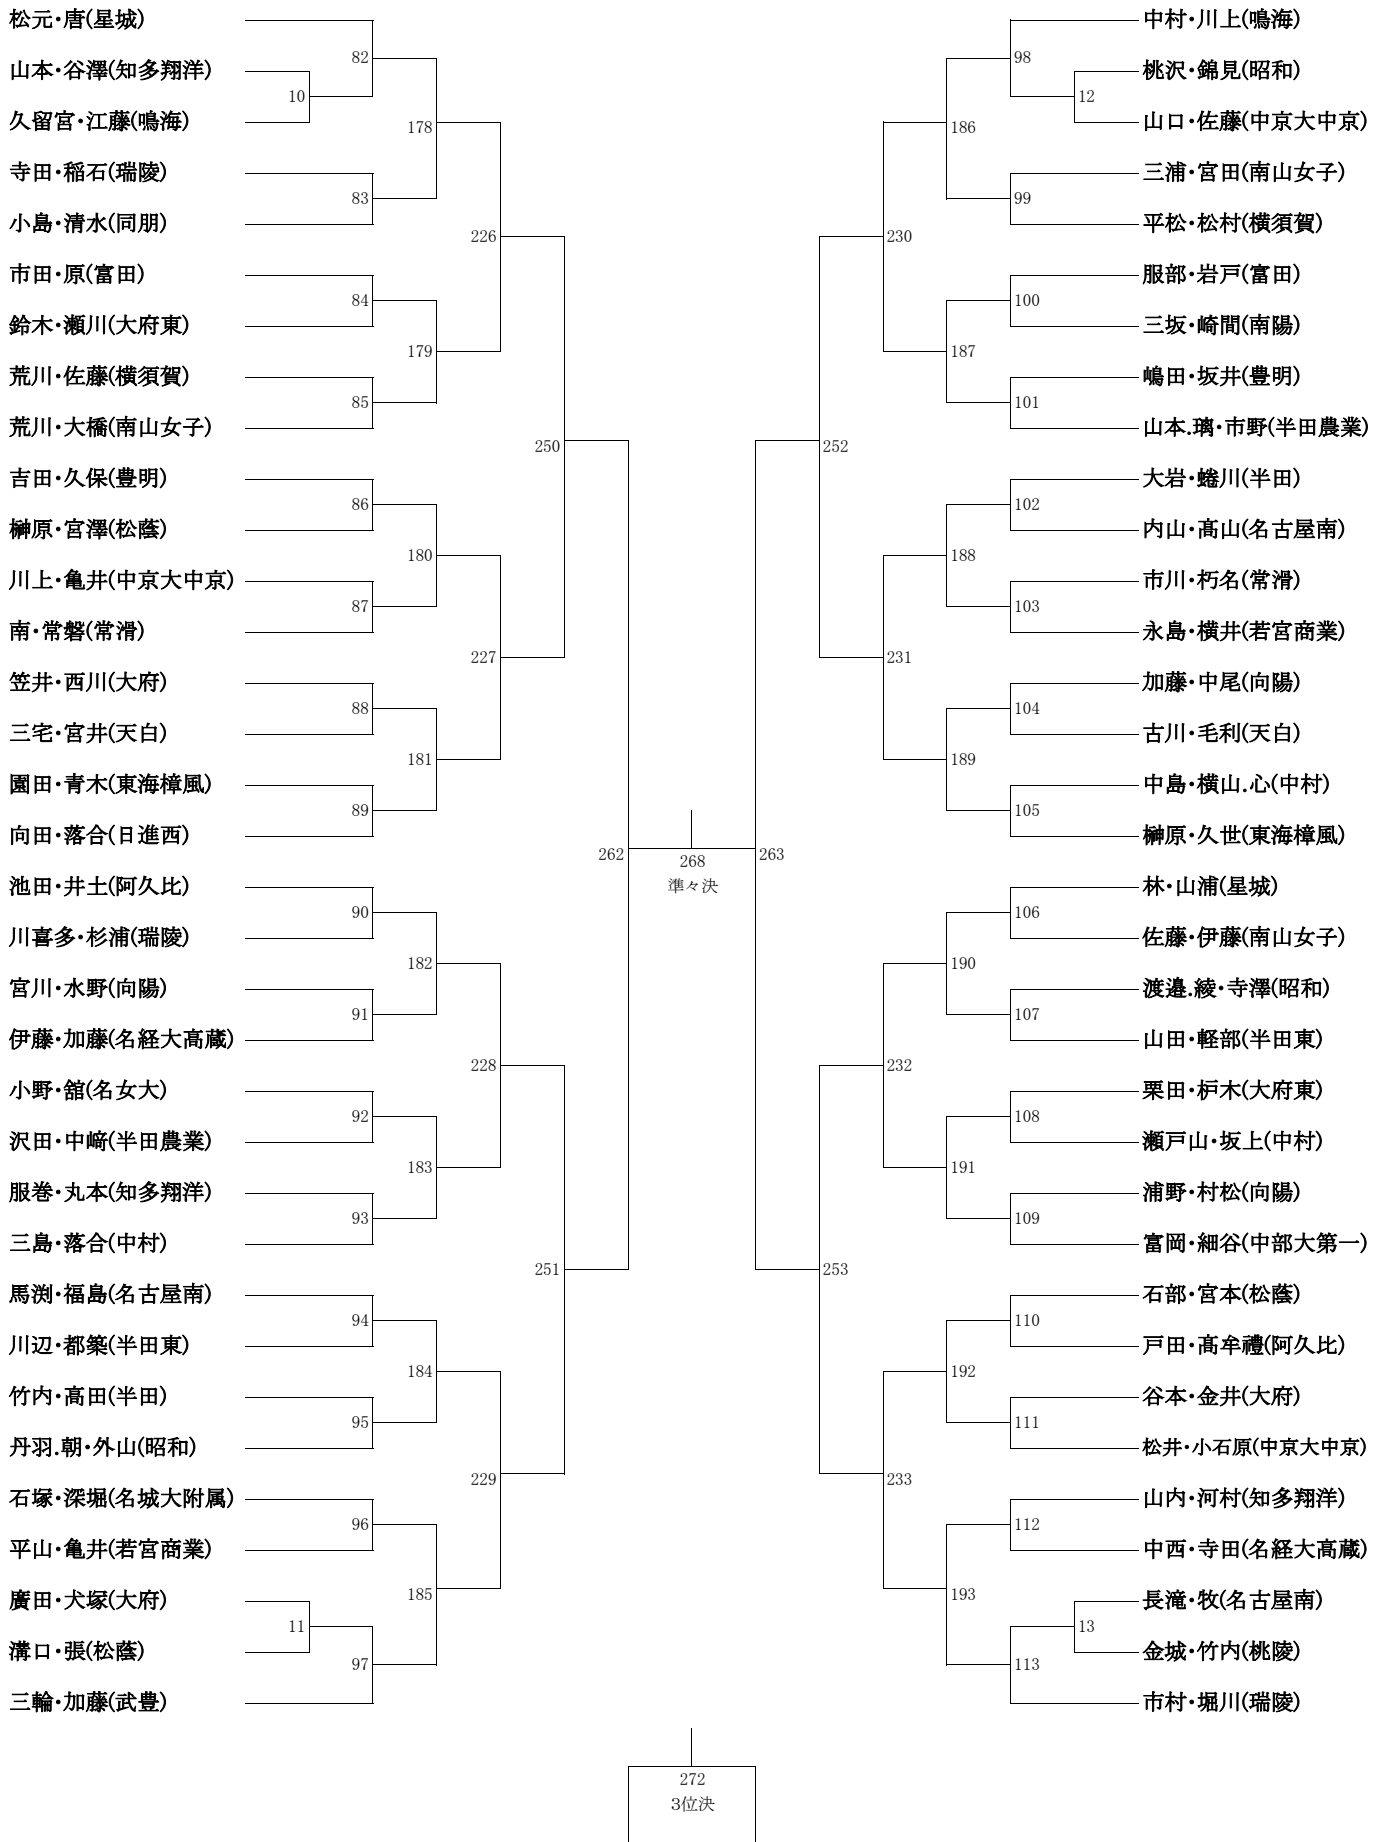 松元・唐(星城)
山本・谷澤(知多翔洋)
久留宮・江藤(鳴海)
寺田・稲石(瑞陵)
小島・清水(同朋)
市田・原(富田)
鈴木・瀬川(大府東)
荒川・佐藤(横須賀)
荒川・大橋(南山女子)
吉田・久保(豊明)
榊原・宮澤(松蔭)
川上・亀井(中京大中京)
南・常磐(常滑)
笠井・西川(大府)
三宅・宮井(天白)
園田・青木(東海樟風)
向田・落合(日進西)
池田・井土(阿久比)
川喜多・杉浦(瑞陵)
宮川・水野(向陽)
伊藤・加藤(名経大高蔵)
小野・舘(名女大)
沢田・中﨑(半田農業)
服巻・丸本(知多翔洋)
三島・落合(中村)
馬渕・福島(名古屋南)
川辺・都築(半田東)
竹内・高田(半田)
丹羽.朝・外山(昭和)
石塚・深堀(名城大附属)
平山・亀井(若宮商業)
廣田・犬塚(大府)
溝口・張(松蔭)
三輪・加藤(武豊)
10
11
82
83
84
85
86
87
88
89
90
91
92
93
94
95
96
97
178
179
180
181
182
183
184
185
226
227
228
229
250
251
262
268
準々決
263
252
253
230
231
232
233
186
187
188
189
190
191
192
193
98
99
100
101
102
103
104
105
106
107
108
109
110
111
112
113
12
13
中村・川上(鳴海)
桃沢・錦見(昭和)
山口・佐藤(中京大中京)
三浦・宮田(南山女子)
平松・松村(横須賀)
服部・岩戸(富田)
三坂・崎間(南陽)
嶋田・坂井(豊明)
山本.璃・市野(半田農業)
大岩・蜷川(半田)
内山・髙山(名古屋南)
市川・朽名(常滑)
永島・横井(若宮商業)
加藤・中尾(向陽)
古川・毛利(天白)
中島・横山.心(中村)
榊原・久世(東海樟風)
林・山浦(星城)
佐藤・伊藤(南山女子)
渡邉.綾・寺澤(昭和)
山田・軽部(半田東)
栗田・枦木(大府東)
瀬戸山・坂上(中村)
浦野・村松(向陽)
富岡・細谷(中部大第一)
石部・宮本(松蔭)
戸田・髙牟禮(阿久比)
谷本・金井(大府)
松井・小石原(中京大中京)
山内・河村(知多翔洋)
中西・寺田(名経大高蔵)
長滝・牧(名古屋南)
金城・竹内(桃陵)
市村・堀川(瑞陵)
272
3位決